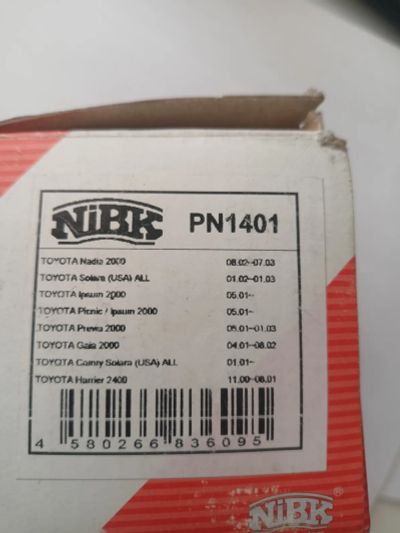 NiBK PN1401
TOYOTA Nadia 2000 08.02~07.03
TOYOTA Solara (USA) ALL 01.02~01.03
TOYOTA Ipsum 2000 05.01~
TOYOTA Picnic / Ipsum 2000 05.01~
TOYOTA Previa 2000 05.01~01.03
TOYOTA Gaia 2000 04.01~08.02
TOYOTA Camry Solara (USA) ALL 01.01~
TOYOTA Harrier 2400 11.00~08.01
4 580266 836095
NiBK ®